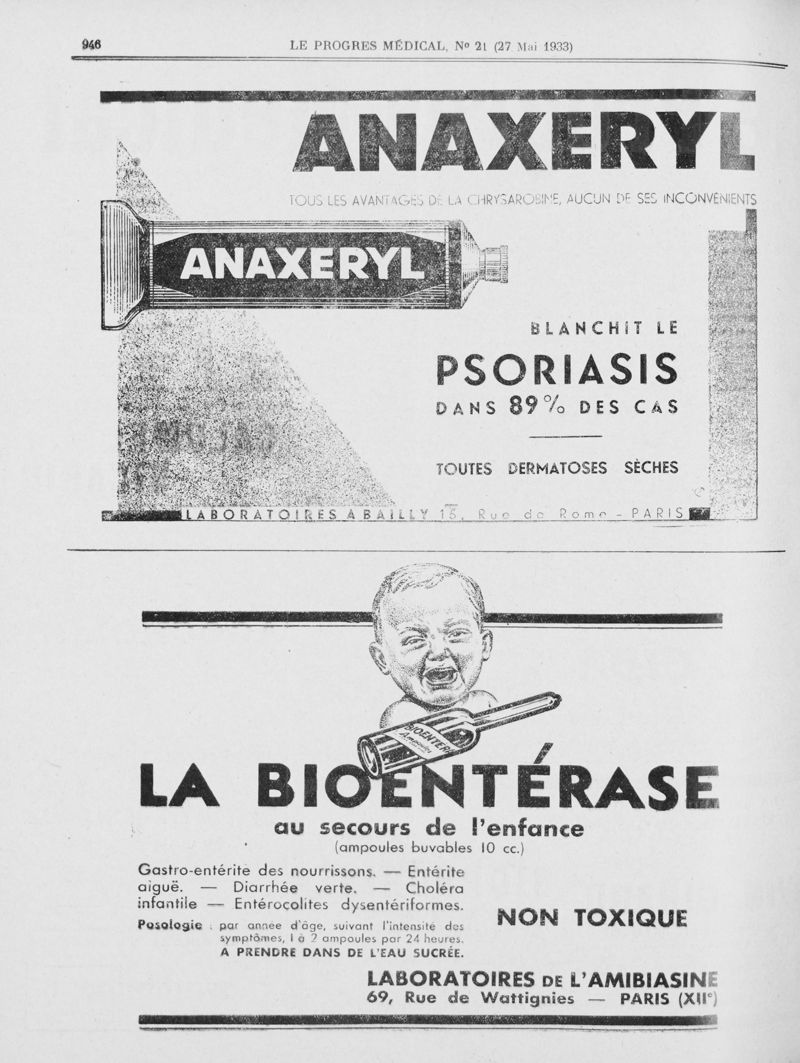 946
LE PROGRES MÉDICAL, Nº 21 (27 Mai 1933)
ANAXERYL
TOUS LES AVANTAGES DE LA CHRYSAROBINE, AUCUN DE SES INCONVÉNIENTS
ANAXERYL
BLANCHIT LE
PSORIASIS
DANS 89% DES CAS
TOUTES DERMATOSES SÈCHES
LABORATOIRES A BAILLY 15, Rue de Rome - PARIS
BIOENTERA
Ampoules
LA BIOENTÉRASE
au secours de l'enfance
(ampoules buvables 10 cc.)
Gastro-entérite des nourrissons. — Entérite
aiguë. — Diarrhée verte. — Choléra
infantile — Entérocolites dysentériformes.
Posologie : par année d'âge, suivant l'intensité des
symptômes, 1 à 2 ampoules par 24 heures.
A PRENDRE DANS DE L'EAU SUCRÉE.
NON TOXIQUE
LABORATOIRES DE L'AMIBIASINE
69, Rue de Wattignies — PARIS (XIIe)